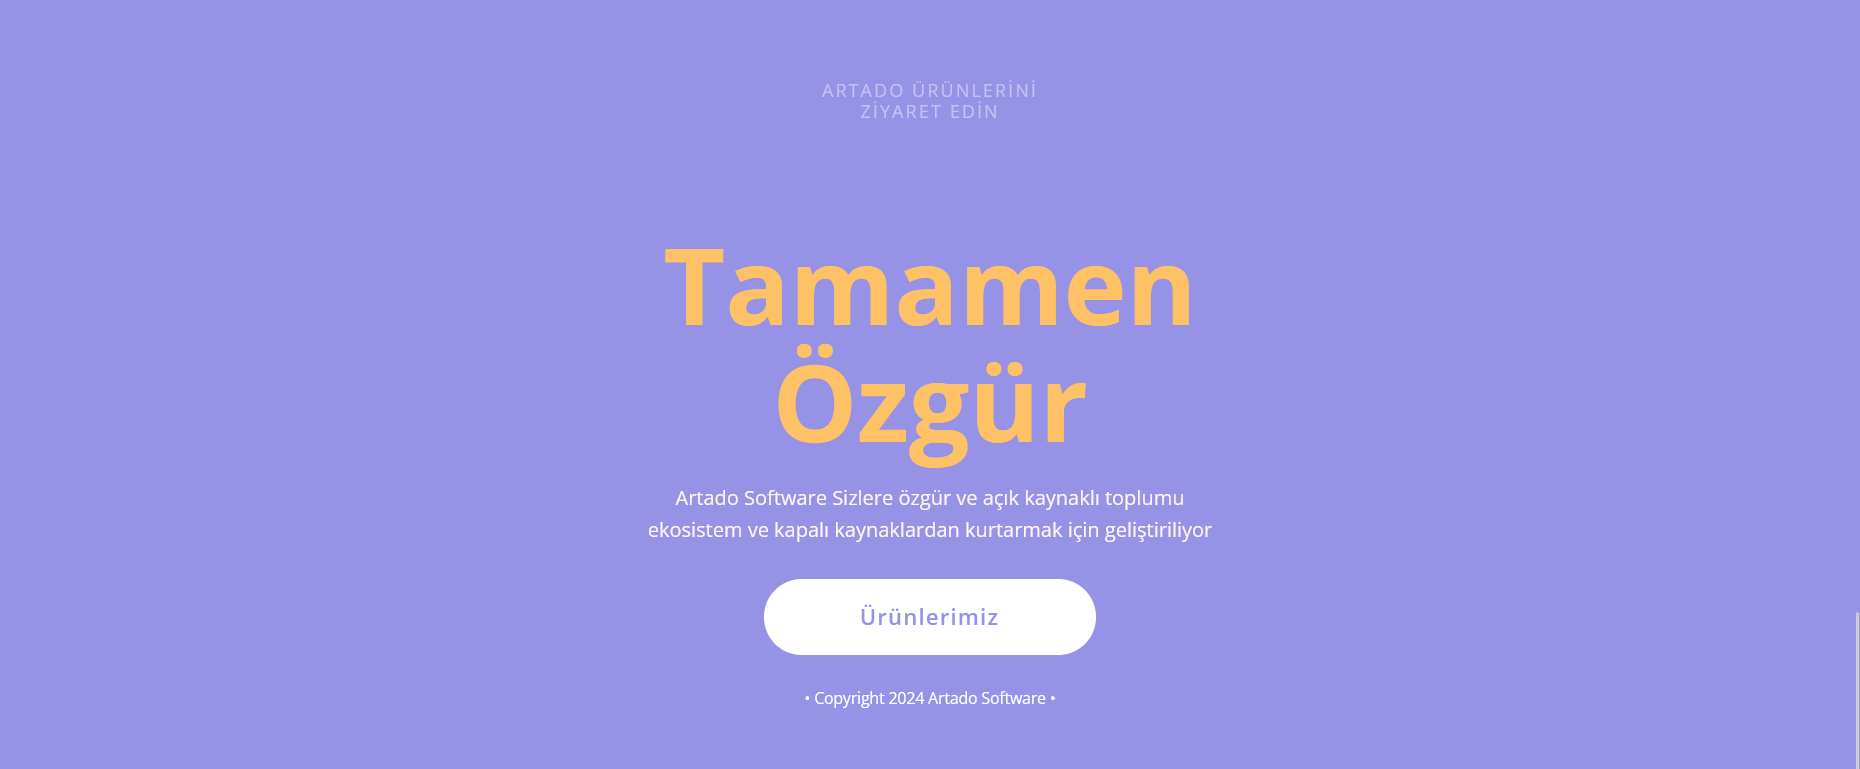 ARTADO ÜRÜNLERİNİ
ZİYARET EDİN
Tamamen
Özgür
Artado Software Sizlere özgür ve açık kaynaklı toplumu
ekosistem ve kapalı kaynaklardan kurtarmak için geliştiriliyor
Ürünlerimiz
• Copyright 2024 Artado Software •